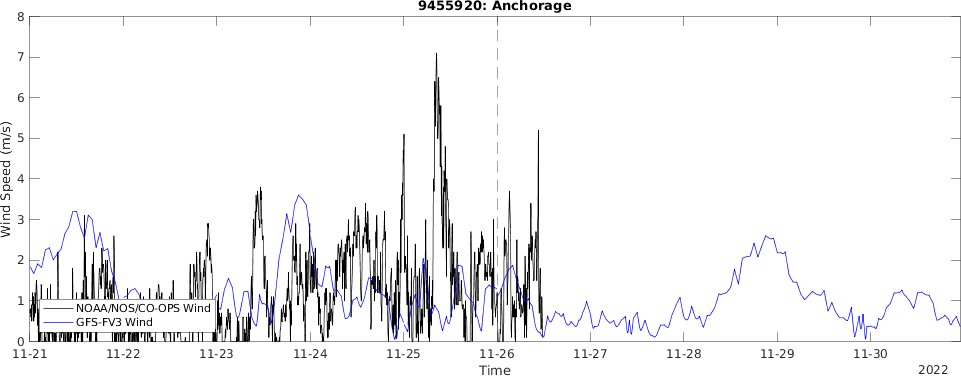 9455920: Anchorage
Wind Speed (m/s)
8
7
6
5
4
3
2
1
0
NOAA/NOS/CO-OPS Wind
GFS-FV3 Wind
11-21 11-22 11-23 11-24 11-25 11-26 11-27 11-28 11-29 11-30
Time
2022